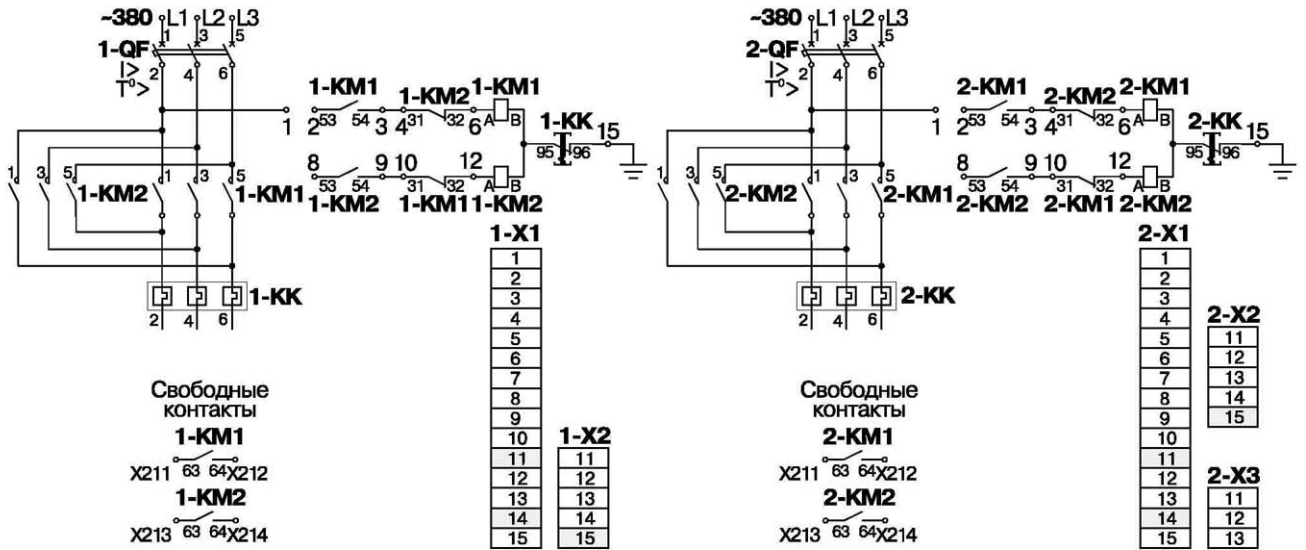 ~380 L1 L2 L3
1 3 5
1-QF
I>
T⁰>
2 4 6
1-KM1 1-KM2 1-KM1
1 2 53 54 3 4 31 32 6 A B
1-KK 15
95 96
8 53 54 9 10 31 32 12 A B
1-KM2 1-KM1 1-KM2
1 3 5 1-KM2 1 3 5 1-KM1
1-KK
2 4 6
Свободные
контакты
1-KM1
X211 63 64 X212
1-KM2
X213 63 64 X214
1-X1
1
2
3
4
5
6
7
8
9
10
11
12
13
14
15
1-X2
11
12
13
14
15
~380 L1 L2 L3
1 3 5
2-QF
I>
T⁰>
2 4 6
2-KM1 2-KM2 2-KM1
1 2 53 54 3 4 31 32 6 A B
2-KK 15
95 96
8 53 54 9 10 31 32 12 A B
2-KM2 2-KM1 2-KM2
1 3 5 2-KM2 1 3 5 2-KM1
2-KK
2 4 6
Свободные
контакты
2-KM1
X211 63 64 X212
2-KM2
X213 63 64 X214
2-X1
1
2
3
4
5
6
7
8
9
10
11
12
13
14
15
2-X2
11
12
13
14
15
2-X3
11
12
13